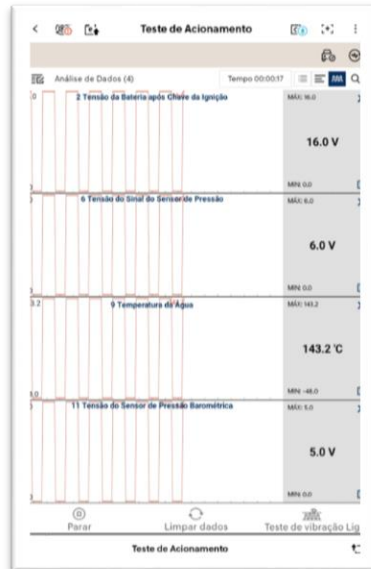 Teste de Acionamento
Análise de Dados (4)
Tempo 00:00:17
2 Tensão da Bateria após Chave da Ignição
MÁX: 16.0
16.0 V
MIN: 0.0
6 Tensão do Sinal do Sensor de Pressão
MÁX: 6.0
6.0 V
MIN: 0.0
9 Temperatura da Água
MÁX: 143.2
143.2 °C
MIN: -48.0
11 Tensão do Sensor de Pressão Barométrica
MÁX: 5.0
5.0 V
MIN: 0.0
Parar
Limpar dados
Teste de vibração Lig
Teste de Acionamento